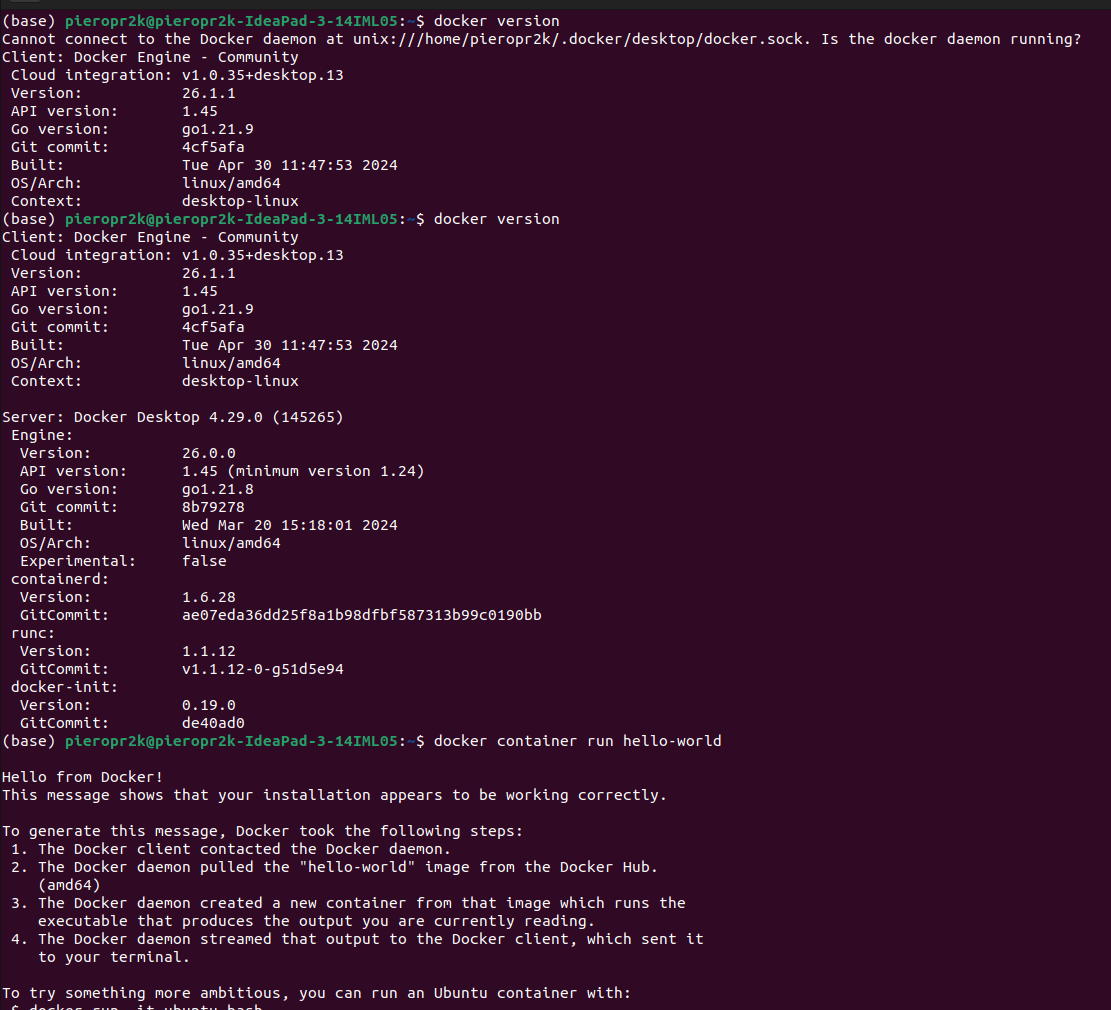 (base) pieropr2k@pieropr2k-IdeaPad-3-14IML05:~$ docker version
Cannot connect to the Docker daemon at unix:///home/pieropr2k/.docker/desktop/docker.sock. Is the docker daemon running?
Client: Docker Engine - Community
 Cloud integration: v1.0.35+desktop.13
 Version:           26.1.1
 API version:       1.45
 Go version:        go1.21.9
 Git commit:        4cf5afa
 Built:             Tue Apr 30 11:47:53 2024
 OS/Arch:           linux/amd64
 Context:           desktop-linux
(base) pieropr2k@pieropr2k-IdeaPad-3-14IML05:~$ docker version
Client: Docker Engine - Community
 Cloud integration: v1.0.35+desktop.13
 Version:           26.1.1
 API version:       1.45
 Go version:        go1.21.9
 Git commit:        4cf5afa
 Built:             Tue Apr 30 11:47:53 2024
 OS/Arch:           linux/amd64
 Context:           desktop-linux

Server: Docker Desktop 4.29.0 (145265)
 Engine:
  Version:          26.0.0
  API version:      1.45 (minimum version 1.24)
  Go version:       go1.21.8
  Git commit:       8b79278
  Built:            Wed Mar 20 15:18:01 2024
  OS/Arch:          linux/amd64
  Experimental:     false
 containerd:
  Version:          1.6.28
  GitCommit:        ae07eda36dd25f8a1b98dfbf587313b99c0190bb
 runc:
  Version:          1.1.12
  GitCommit:        v1.1.12-0-g51d5e94
 docker-init:
  Version:          0.19.0
  GitCommit:        de40ad0
(base) pieropr2k@pieropr2k-IdeaPad-3-14IML05:~$ docker container run hello-world

Hello from Docker!
This message shows that your installation appears to be working correctly.

To generate this message, Docker took the following steps:
 1. The Docker client contacted the Docker daemon.
 2. The Docker daemon pulled the "hello-world" image from the Docker Hub.
    (amd64)
 3. The Docker daemon created a new container from that image which runs the
    executable that produces the output you are currently reading.
 4. The Docker daemon streamed that output to the Docker client, which sent it
    to your terminal.

To try something more ambitious, you can run an Ubuntu container with:
 $ docker run -it ubuntu bash